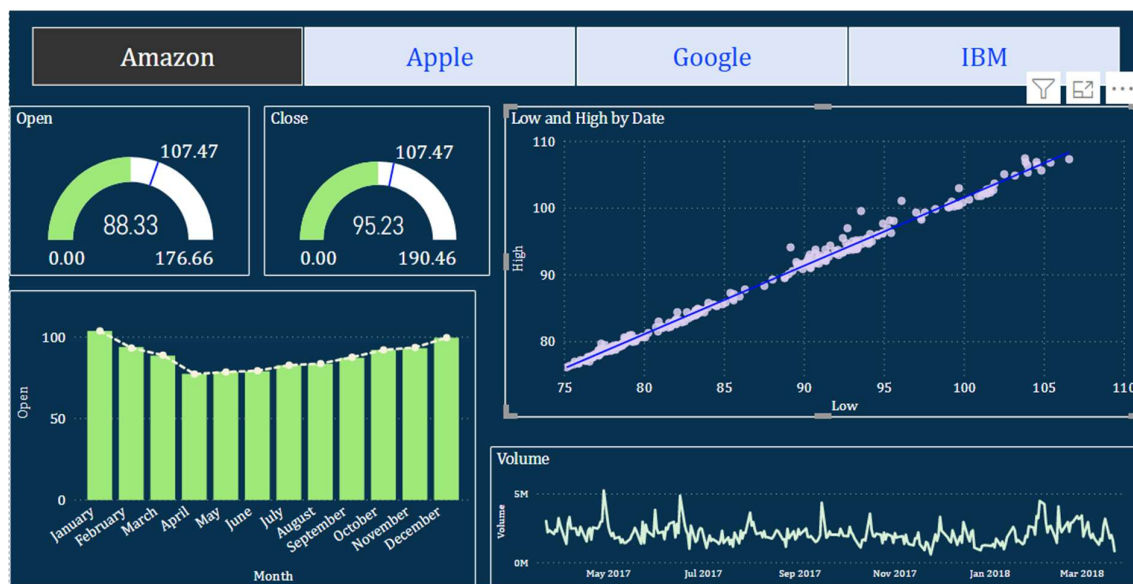 Amazon
Apple
Google
IBM
Open
107.47
88.33
0.00
176.66
Close
107.47
95.23
0.00
190.46
Low and High by Date
110
100
90
80
High
75
80
85
90
95
100
105
110
Low
100
50
0
Open
January
February
March
April
May
June
July
August
September
October
November
December
Month
Volume
5M
0M
Volume
May 2017
Jul 2017
Sep 2017
Nov 2017
Jan 2018
Mar 2018